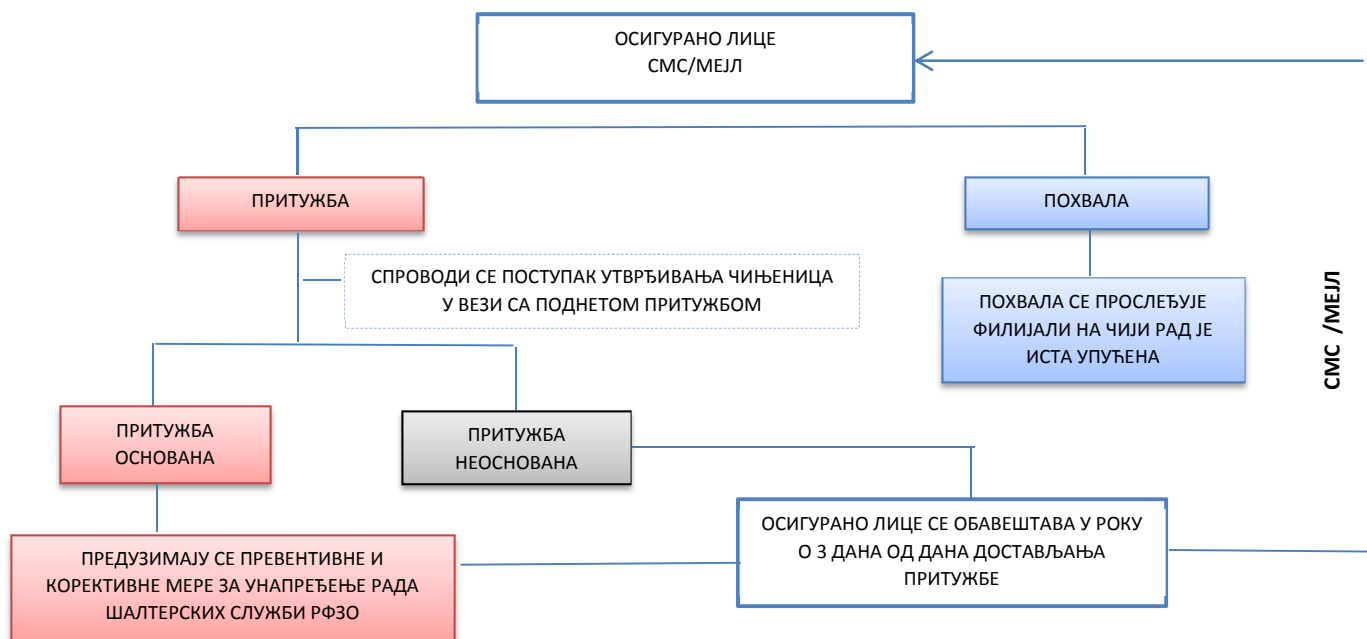 ОСИГУРАНО ЛИЦЕ
СМС/МЕЈЛ
ПРИТУЖБА
ПОХВАЛА
СПРОВОДИ СЕ ПОСТУПАК УТВРЂИВАЊА ЧИЊЕНИЦА
У ВЕЗИ СА ПОДНЕТОМ ПРИТУЖБОМ
ПОХВАЛА СЕ ПРОСЛЕЂУЈЕ
ФИЛИЈАЛИ НА ЧИЈИ РАД ЈЕ
ИСТА УПУЋЕНА
СМС /МЕЈЛ
ПРИТУЖБА
ОСНОВАНА
ПРИТУЖБА
НЕОСНОВАНА
ОСИГУРАНО ЛИЦЕ СЕ ОБАВЕШТАВА У РОКУ
О 3 ДАНА ОД ДАНА ДОСТАВЉАЊА
ПРИТУЖБЕ
ПРЕДУЗИМАЈУ СЕ ПРЕВЕНТИВНЕ И
КОРЕКТИВНЕ МЕРЕ ЗА УНАПРЕЂЕЊЕ РАДА
ШАЛТЕРСКИХ СЛУЖБИ РФЗО